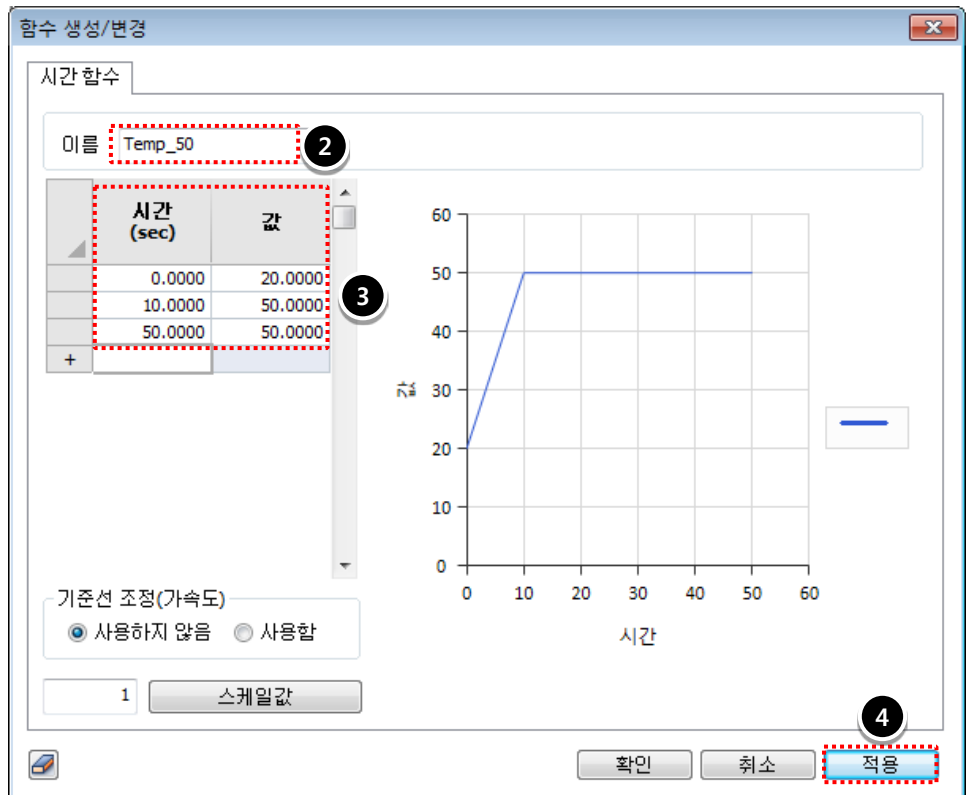 함수 생성/변경
시간 함수
이름 Temp_50 2
시간 (sec) 값
0.0000 20.0000
10.0000 50.0000
50.0000 50.0000
+
3
60
50
40
30
20
10
0
값
0 10 20 30 40 50 60
시간
기준선 조정(가속도)
사용하지 않음 사용함
1 스케일값
4
확인 취소 적용